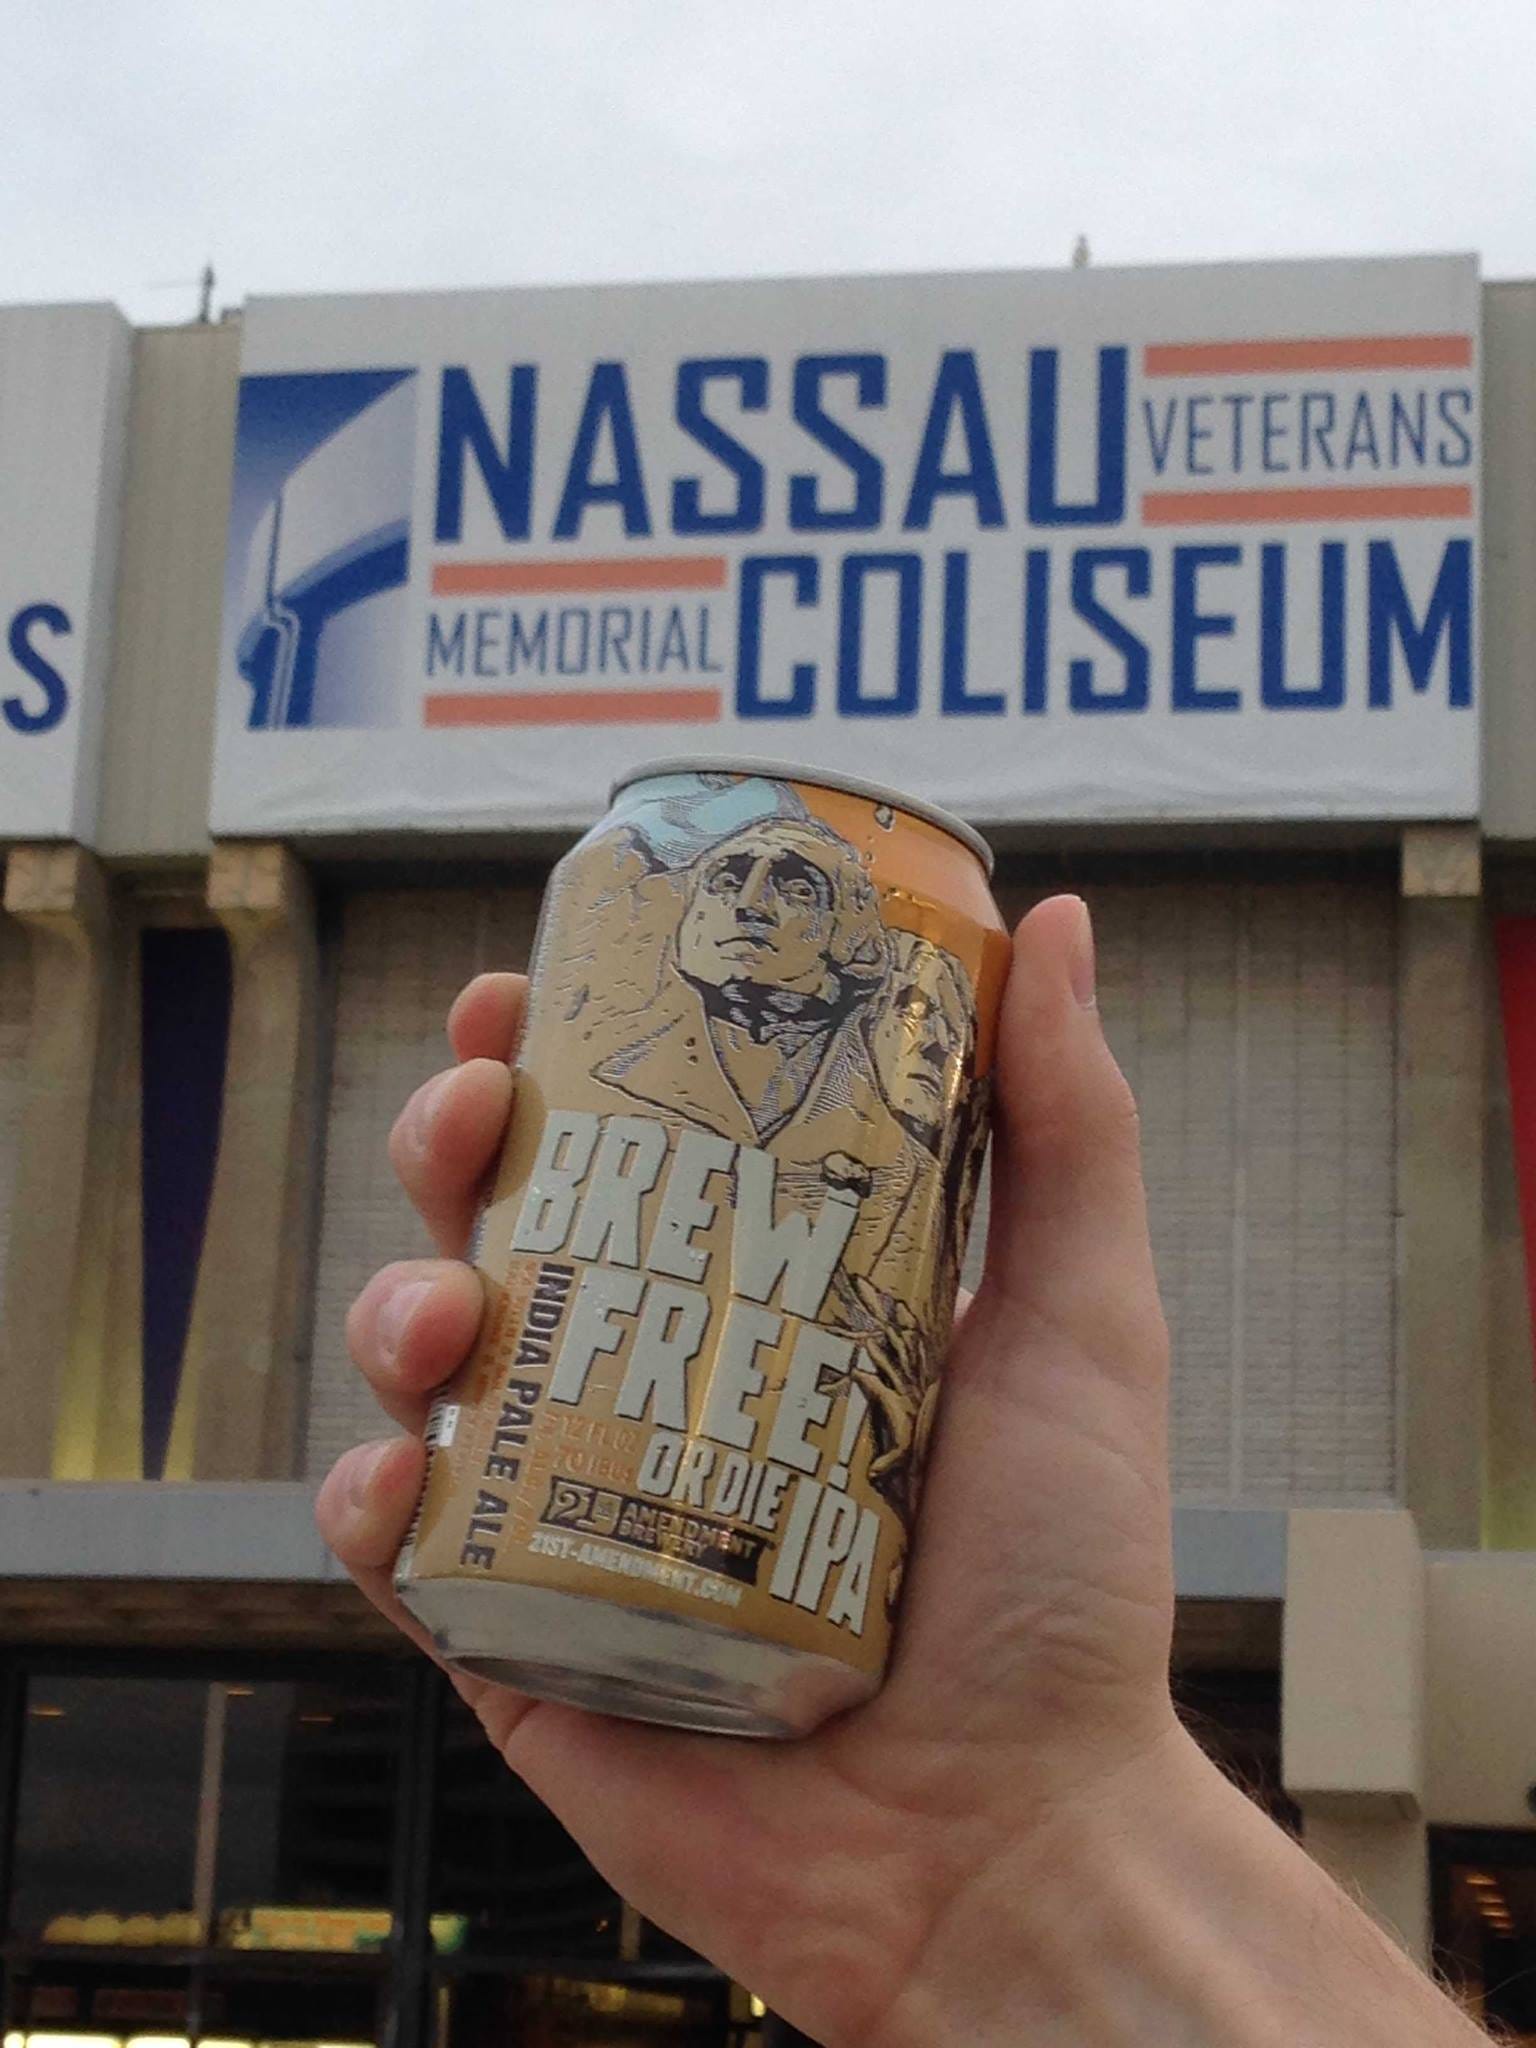 S
NASSAU VETERANS
MEMORIAL COLISEUM
BREW
FREE!
OR DIE
IPA
INDIA PALE ALE
12 FL OZ
70 IBUS
21st AMENDMENT
BREWERY
21ST-AMENDMENT.COM